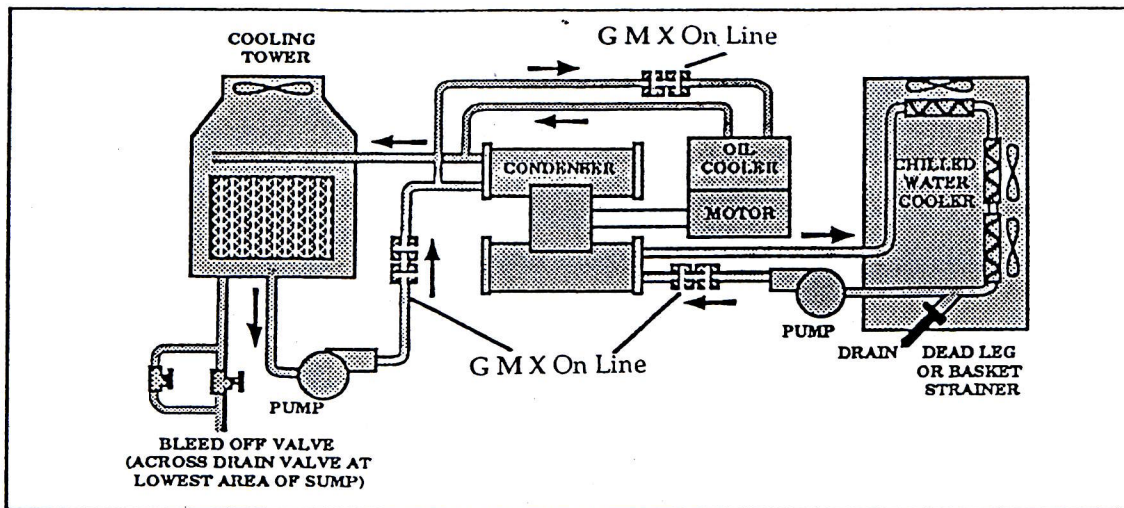 G M X On Line
COOLING
TOWER
CONDENSER
OIL
COOLER
MOTOR
CHILLED
WATER
COOLER
PUMP
DRAIN
DEAD LEG
OR BASKET
STRAINER
G M X On Line
PUMP
BLEED OFF VALVE
(ACROSS DRAIN VALVE AT
LOWEST AREA OF SUMP)